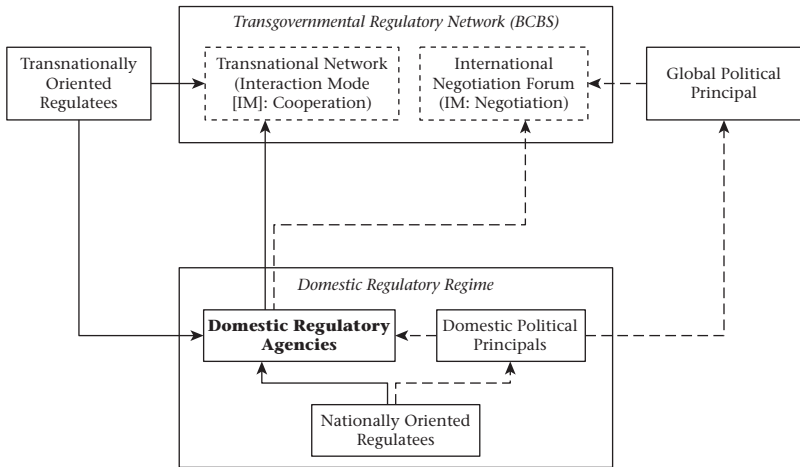 Transgovernmental Regulatory Network (BCBS)
Transnationally
Oriented
Regulatees
Transnational Network
(Interaction Mode
[IM]: Cooperation)
International
Negotiation Forum
(IM: Negotiation)
Global Political
Principal
Domestic Regulatory Regime
Domestic Regulatory
Agencies
Domestic Political
Principals
Nationally Oriented
Regulatees